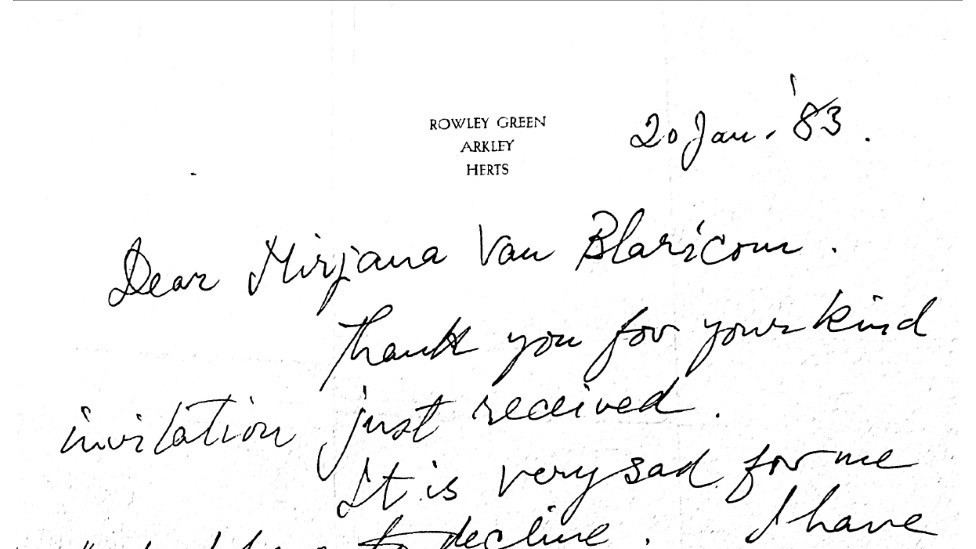 ROWLEY GREEN
ARKLEY
HERTS
20 Jan. '83.
Dear Mirjana Van Blaricom.
Thank you for your kind
invitation just received.
It is very sad for me
to decline. I have